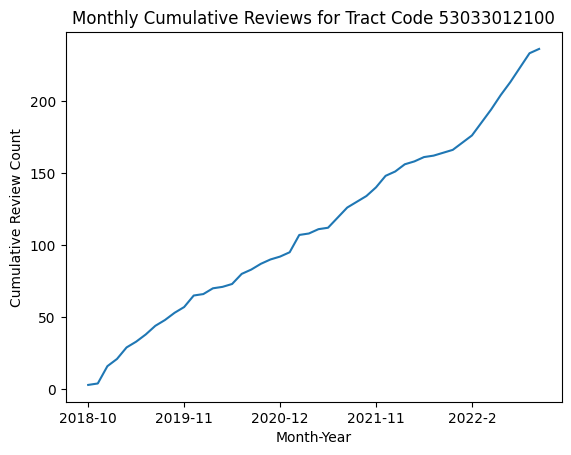 Monthly Cumulative Reviews for Tract Code 53033012100
Cumulative Review Count
200
150
100
50
0
2018-10 2019-11 2020-12 2021-11 2022-2
Month-Year